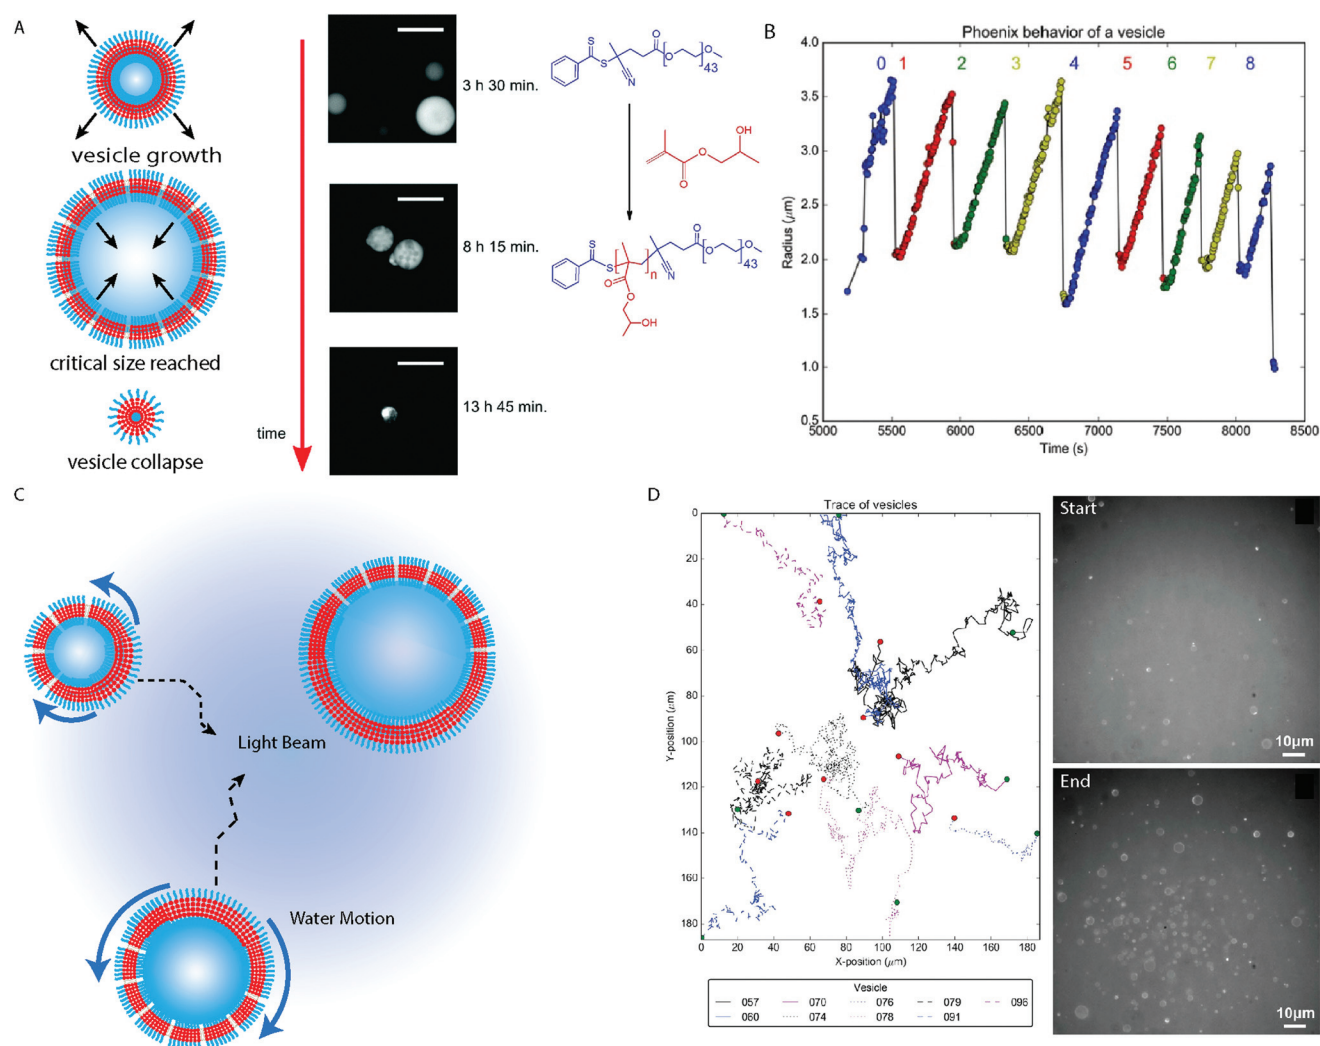 A
vesicle growth
critical size reached
vesicle collapse
time
3 h 30 min.
8 h 15 min.
13 h 45 min.
S
S
N
O
O
O
43
OH
O
O
S
S
n
N
O
O
O
43
O
O
OH
B
Phoenix behavior of a vesicle
0 1 2 3 4 5 6 7 8
Radius (μm)
4.0
3.5
3.0
2.5
2.0
1.5
1.0
0.5
5000 5500 6000 6500 7000 7500 8000 8500
Time (s)
C
Light Beam
Water Motion
D
Trace of vesicles
Y-position (μm)
0
20
40
60
80
100
120
140
160
180
0 20 40 60 80 100 120 140 160 180
X-position (μm)
Vesicle
057 070 076 079 096
060 074 078 091
Start
10μm
End
10μm